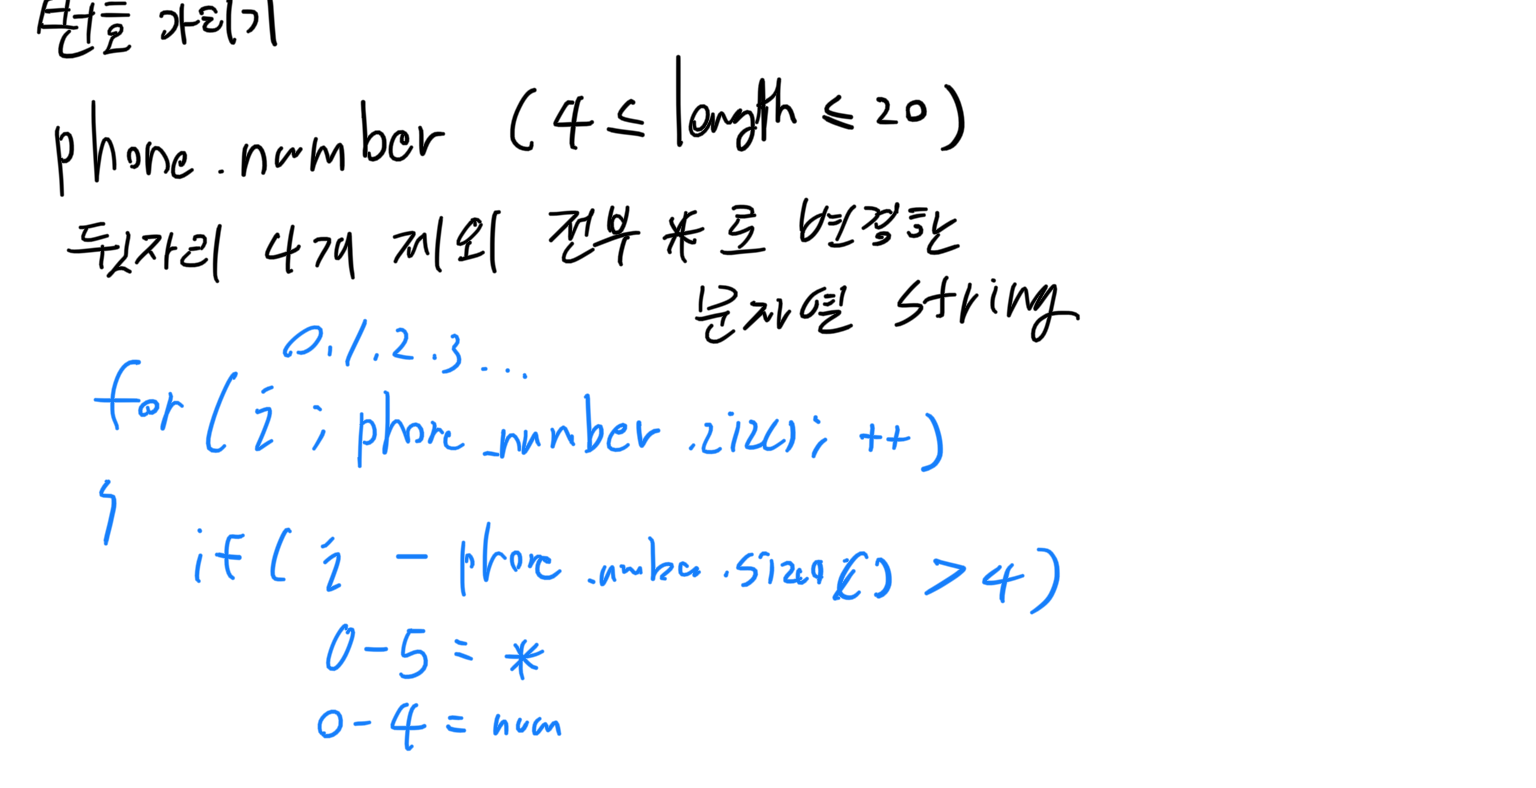 번호 가리기
phone.number (4 ≤ length ≤ 20)
뒷자리 4개 제외 전부 * 로 변경한
문자열 string
0.1.2.3...
for ( i ; phone_number.size(); ++)
{
if ( i - phone.number.size() > 4)
0-5 = *
0-4 = num